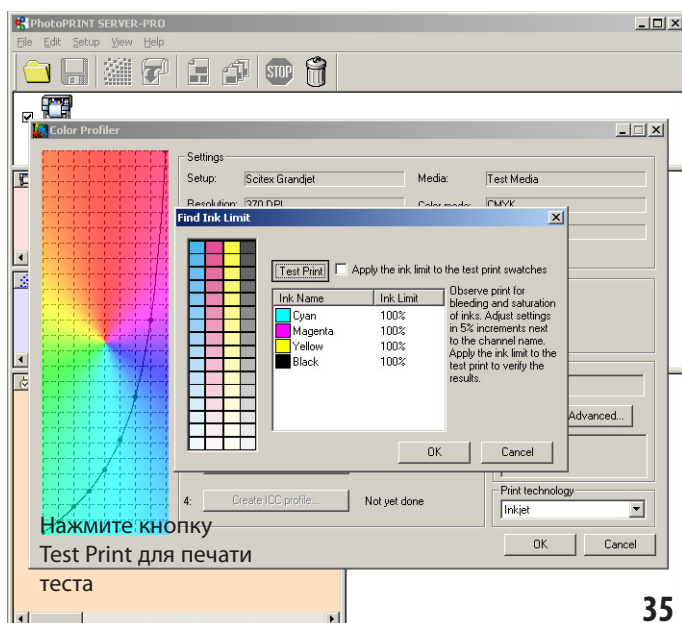 PhotoPRINT SERVER-PRO
File Edit Setup View Help
STOP
Color Profiler
Settings
Setup: Scitex Grandjet Media: Test Media
Resolution: 370 DPI Color mode: CMYK
Find Ink Limit
Test Print Apply the ink limit to the test print swatches
Ink Name Ink Limit
Cyan 100%
Magenta 100%
Yellow 100%
Black 100%
Observe print for
bleeding and saturation
of inks. Adjust settings
in 5% increments next
to the channel name.
Apply the ink limit to the
test print to verify the
results.
OK Cancel
Advanced...
4: Create ICC profile... Not yet done
Print technology
Inkjet
OK Cancel
Нажмите кнопку
Test Print для печати
теста
35